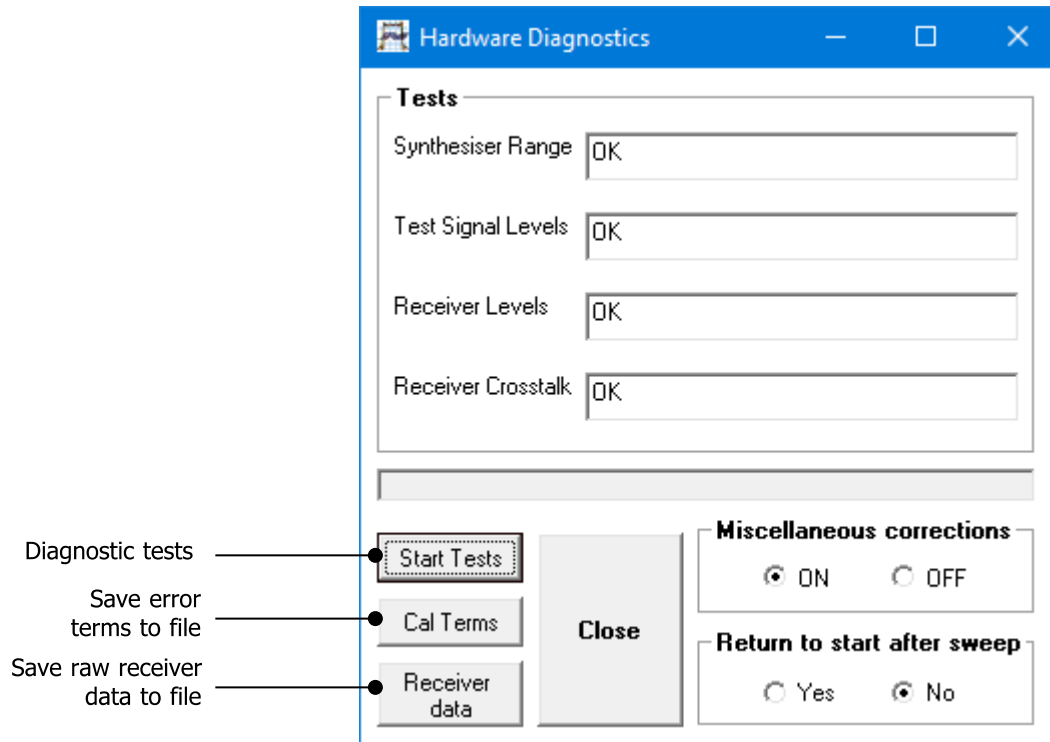 Hardware Diagnostics
Tests
Synthesiser Range
OK
Test Signal Levels
OK
Receiver Levels
OK
Receiver Crosstalk
OK
Diagnostic tests
Start Tests
Save error
terms to file
Cal Terms
Save raw receiver
data to file
Receiver
data
Close
Miscellaneous corrections
ON OFF
Return to start after sweep
Yes No